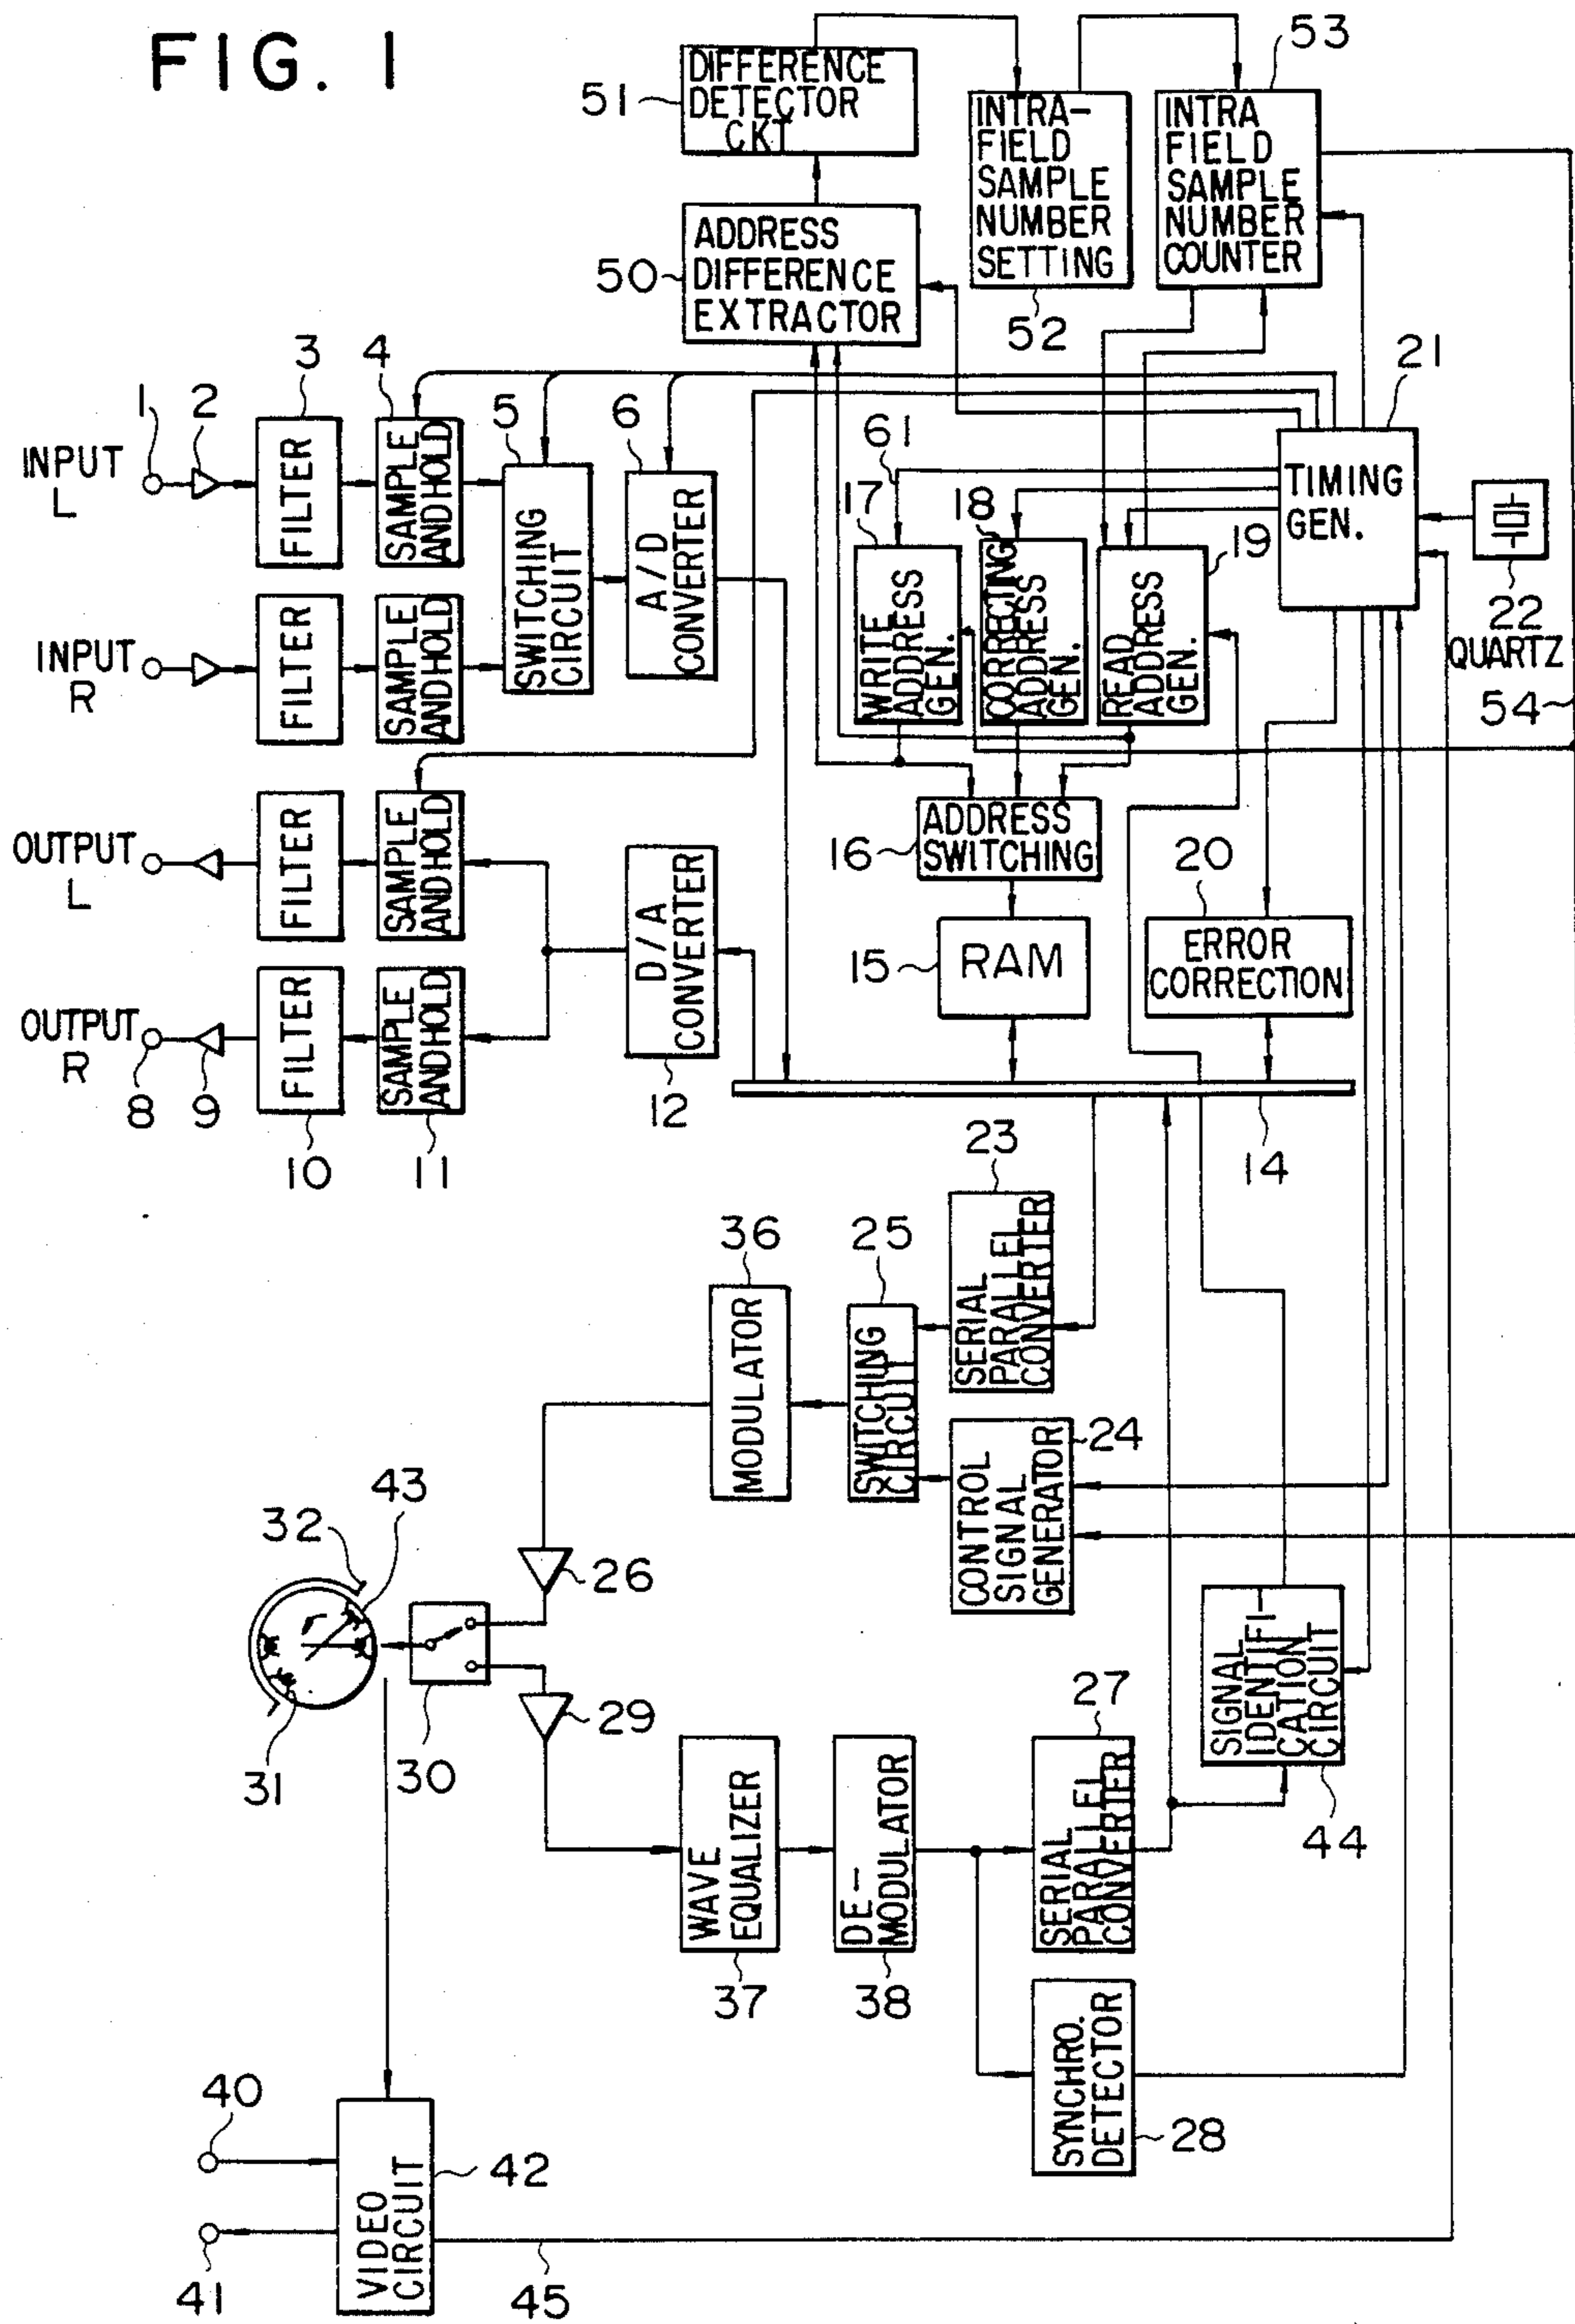 FIG. 1
DIFFERENCE
DETECTOR
CKT
51
INTRA-
FIELD
SAMPLE
NUMBER
SETTING
52
53
INTRA
FIELD
SAMPLE
NUMBER
COUNTER
ADDRESS
DIFFERENCE
EXTRACTOR
50
1
2
3
4
5
6
INPUT
L
FILTER
SAMPLE
AND HOLD
SWITCHING
CIRCUIT
A/D
CONVERTER
INPUT
R
FILTER
SAMPLE
AND HOLD
61
17
WRITE
ADDRESS
GEN.
18
CORRECTING
ADDRESS
GEN.
19
READ
ADDRESS
GEN.
21
TIMING
GEN.
22
QUARTZ
54
OUTPUT
L
FILTER
SAMPLE
AND HOLD
D/A
CONVERTER
12
OUTPUT
R
8
9
FILTER
10
SAMPLE
AND HOLD
11
ADDRESS
SWITCHING
16
RAM
15
20
ERROR
CORRECTION
14
23
SERIAL
PARALLEL
CONVERTER
25
SWITCHING
CIRCUIT
36
MODULATOR
24
CONTROL
SIGNAL
GENERATOR
32
43
26
31
30
29
27
SIGNAL
IDENTIFI-
CATION
CIRCUIT
44
WAVE
EQUALIZER
37
DE-
MODULATOR
38
SERIAL
PARALLEL
CONVERTER
SYNCHRO.
DETECTOR
28
40
41
VIDEO
CIRCUIT
42
45